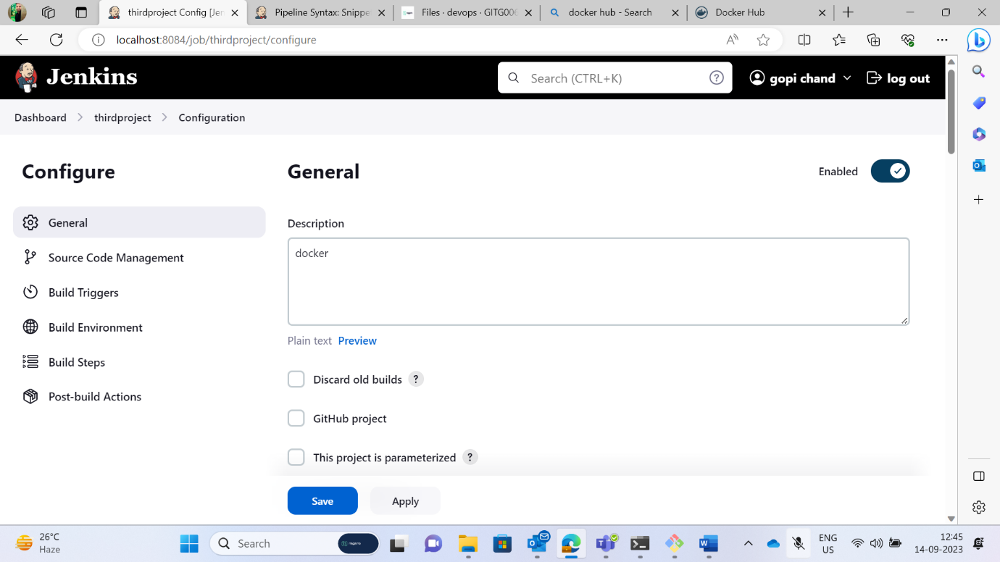 thirdproject Config [Jen
Pipeline Syntax: Snippe
Files · devops · GITG006
docker hub - Search
Docker Hub
localhost:8084/job/thirdproject/configure
Jenkins
Search (CTRL+K)
?
gopi chand
log out
Dashboard
thirdproject
Configuration
Configure
General
Enabled
General
Source Code Management
Build Triggers
Build Environment
Build Steps
Post-build Actions
Description
docker
Plain text Preview
Discard old builds ?
GitHub project
This project is parameterized ?
Save
Apply
26°C
Haze
Search
ENG
US
12:45
14-09-2023